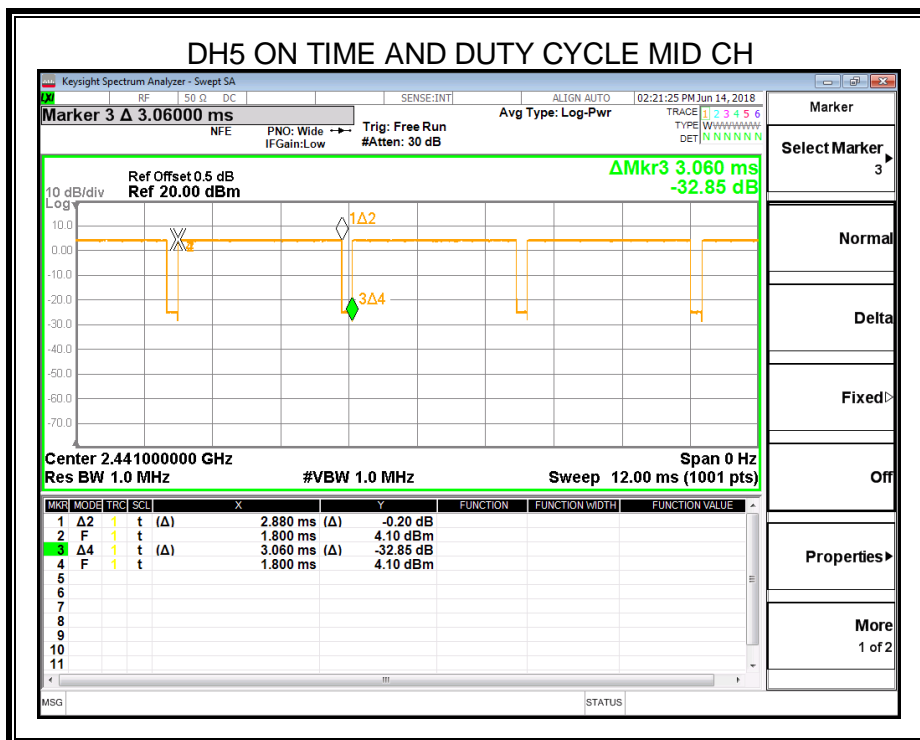 DH5 ON TIME AND DUTY CYCLE MID CH
Keysight Spectrum Analyzer - Swept SA
LXI RF 50 Ω DC SENSE:INT ALIGN AUTO 02:21:25 PM Jun 14, 2018
Marker 3 Δ 3.06000 ms
NFE
PNO: Wide
IFGain:Low
Trig: Free Run
#Atten: 30 dB
Avg Type: Log-Pwr
TRACE 1 2 3 4 5 6
TYPE WWWWWW
DET N N N N N N
ΔMkr3 3.060 ms
-32.85 dB
Ref Offset 0.5 dB
10 dB/div Ref 20.00 dBm
Log
10.0
0.00
-10.0
-20.0
-30.0
-40.0
-50.0
-60.0
-70.0
1Δ2
3Δ4
Center 2.441000000 GHz Span 0 Hz
Res BW 1.0 MHz #VBW 1.0 MHz Sweep 12.00 ms (1001 pts)
MKR MODE TRC SCL X Y FUNCTION FUNCTION WIDTH FUNCTION VALUE
1 Δ2 1 t (Δ) 2.880 ms (Δ) -0.20 dB
2 F 1 t 1.800 ms 4.10 dBm
3 Δ4 1 t (Δ) 3.060 ms (Δ) -32.85 dB
4 F 1 t 1.800 ms 4.10 dBm
5
6
7
8
9
10
11
MSG STATUS
Marker
Select Marker
3
Normal
Delta
Fixed
Off
Properties
More
1 of 2